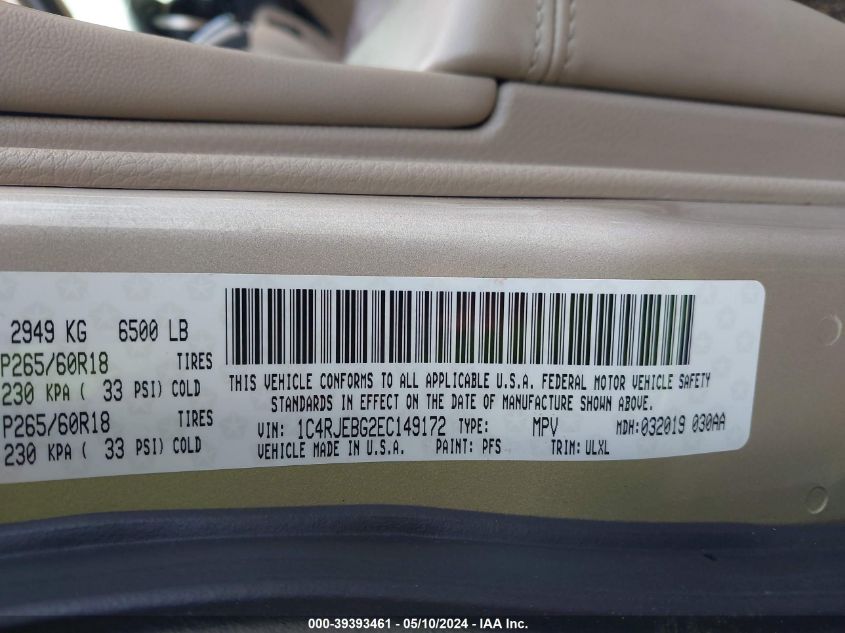 2949 KG 6500 LB
P265/60R18 TIRES
230 KPA ( 33 PSI) COLD
P265/60R18 TIRES
230 KPA ( 33 PSI) COLD
THIS VEHICLE CONFORMS TO ALL APPLICABLE U.S.A. FEDERAL MOTOR VEHICLE SAFETY
STANDARDS IN EFFECT ON THE DATE OF MANUFACTURE SHOWN ABOVE.
VIN: 1C4RJEBG2EC149172 TYPE: MPV MDH:032019 030AA
VEHICLE MADE IN U.S.A. PAINT: PFS TRIM: ULXL
000-39393461 - 05/10/2024 - IAA Inc.